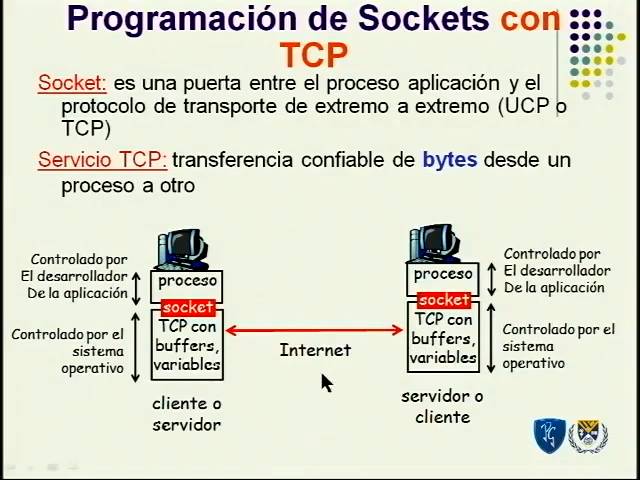 Programación de Sockets con
TCP
Socket: es una puerta entre el proceso aplicación y el
protocolo de transporte de extremo a extremo (UCP o
TCP)
Servicio TCP: transferencia confiable de bytes desde un
proceso a otro
Controlado por
El desarrollador
De la aplicación
Controlado por el
sistema
operativo
proceso
socket
TCP con
buffers,
variables
cliente o
servidor
Internet
proceso
socket
TCP con
buffers,
variables
servidor o
cliente
Controlado por
El desarrollador
De la aplicación
Controlado por el
sistema
operativo